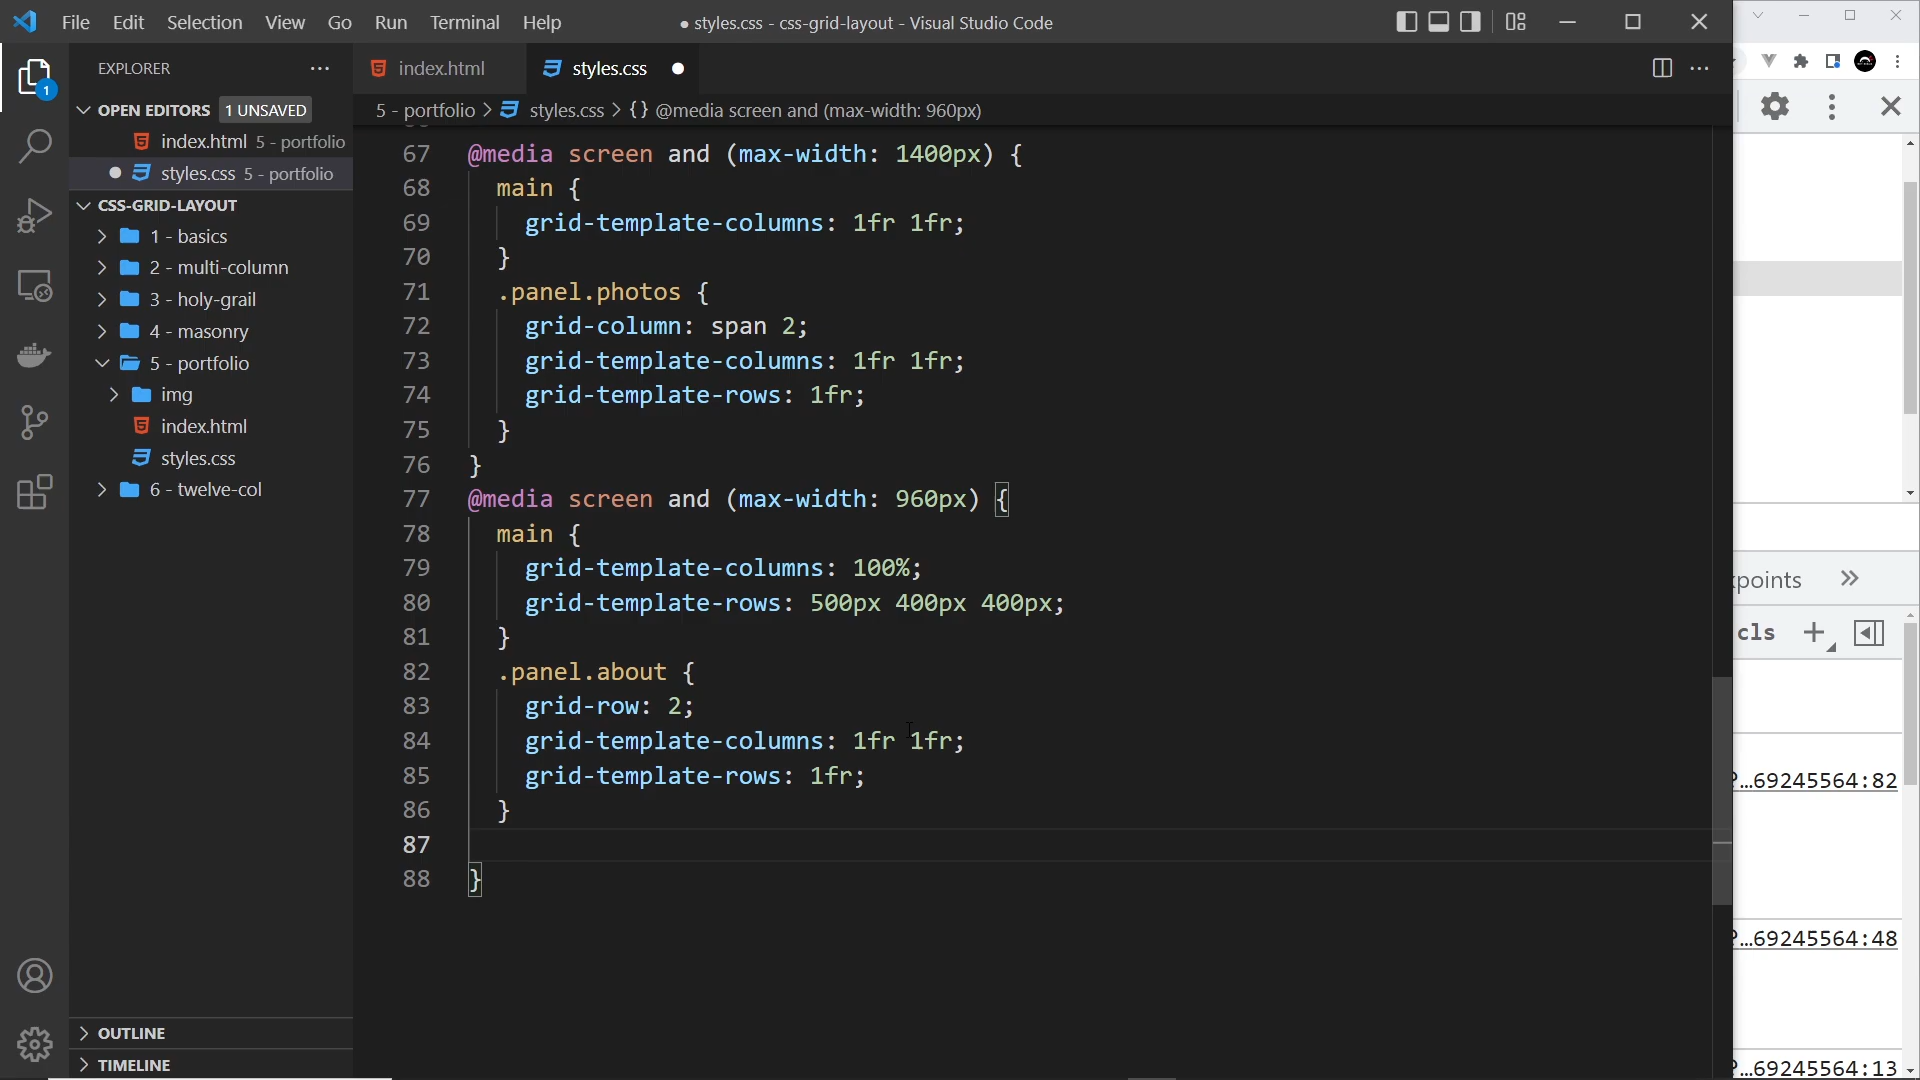 File Edit Selection View Go Run Terminal Help
● styles.css - css-grid-layout - Visual Studio Code
EXPLORER
OPEN EDITORS 1 UNSAVED
index.html 5 - portfolio
styles.css 5 - portfolio
CSS-GRID-LAYOUT
1 - basics
2 - multi-column
3 - holy-grail
4 - masonry
5 - portfolio
img
index.html
styles.css
6 - twelve-col
OUTLINE
TIMELINE
1
index.html
styles.css
5 - portfolio > styles.css > {} @media screen and (max-width: 960px)
67 @media screen and (max-width: 1400px) {
68 main {
69 grid-template-columns: 1fr 1fr;
70 }
71 .panel.photos {
72 grid-column: span 2;
73 grid-template-columns: 1fr 1fr;
74 grid-template-rows: 1fr;
75 }
76 }
77 @media screen and (max-width: 960px) {
78 main {
79 grid-template-columns: 100%;
80 grid-template-rows: 500px 400px 400px;
81 }
82 .panel.about {
83 grid-row: 2;
84 grid-template-columns: 1fr 1fr;
85 grid-template-rows: 1fr;
86 }
87
88 }
points
cls
…69245564:82
…69245564:48
…69245564:13